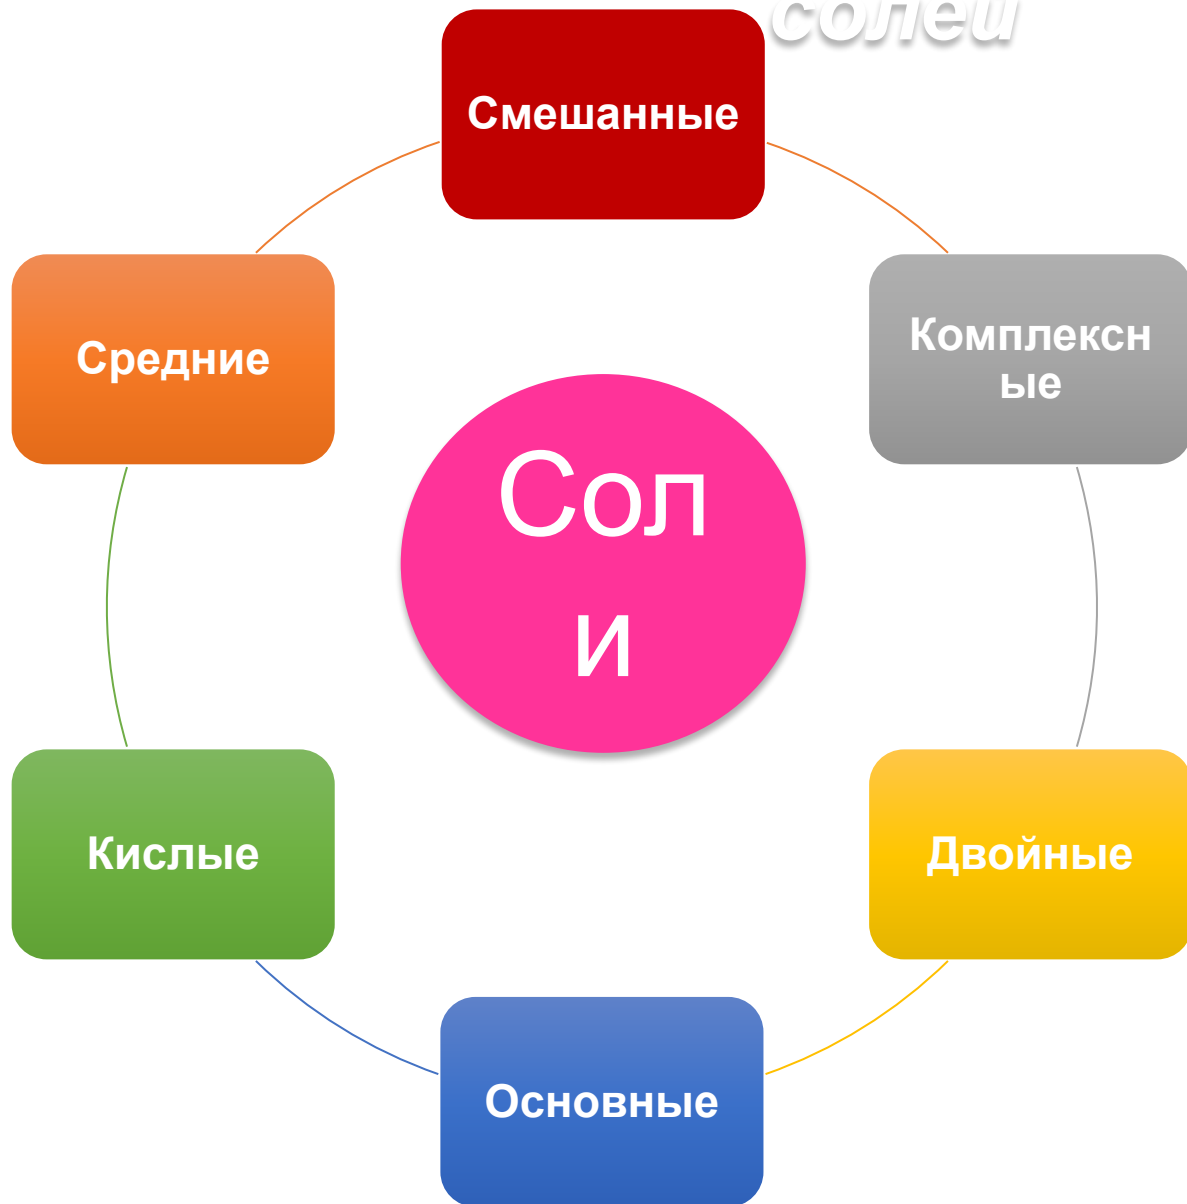 солей
Смешанные
Комплексн
ые
Средние
Сол
и
Кислые
Двойные
Основные